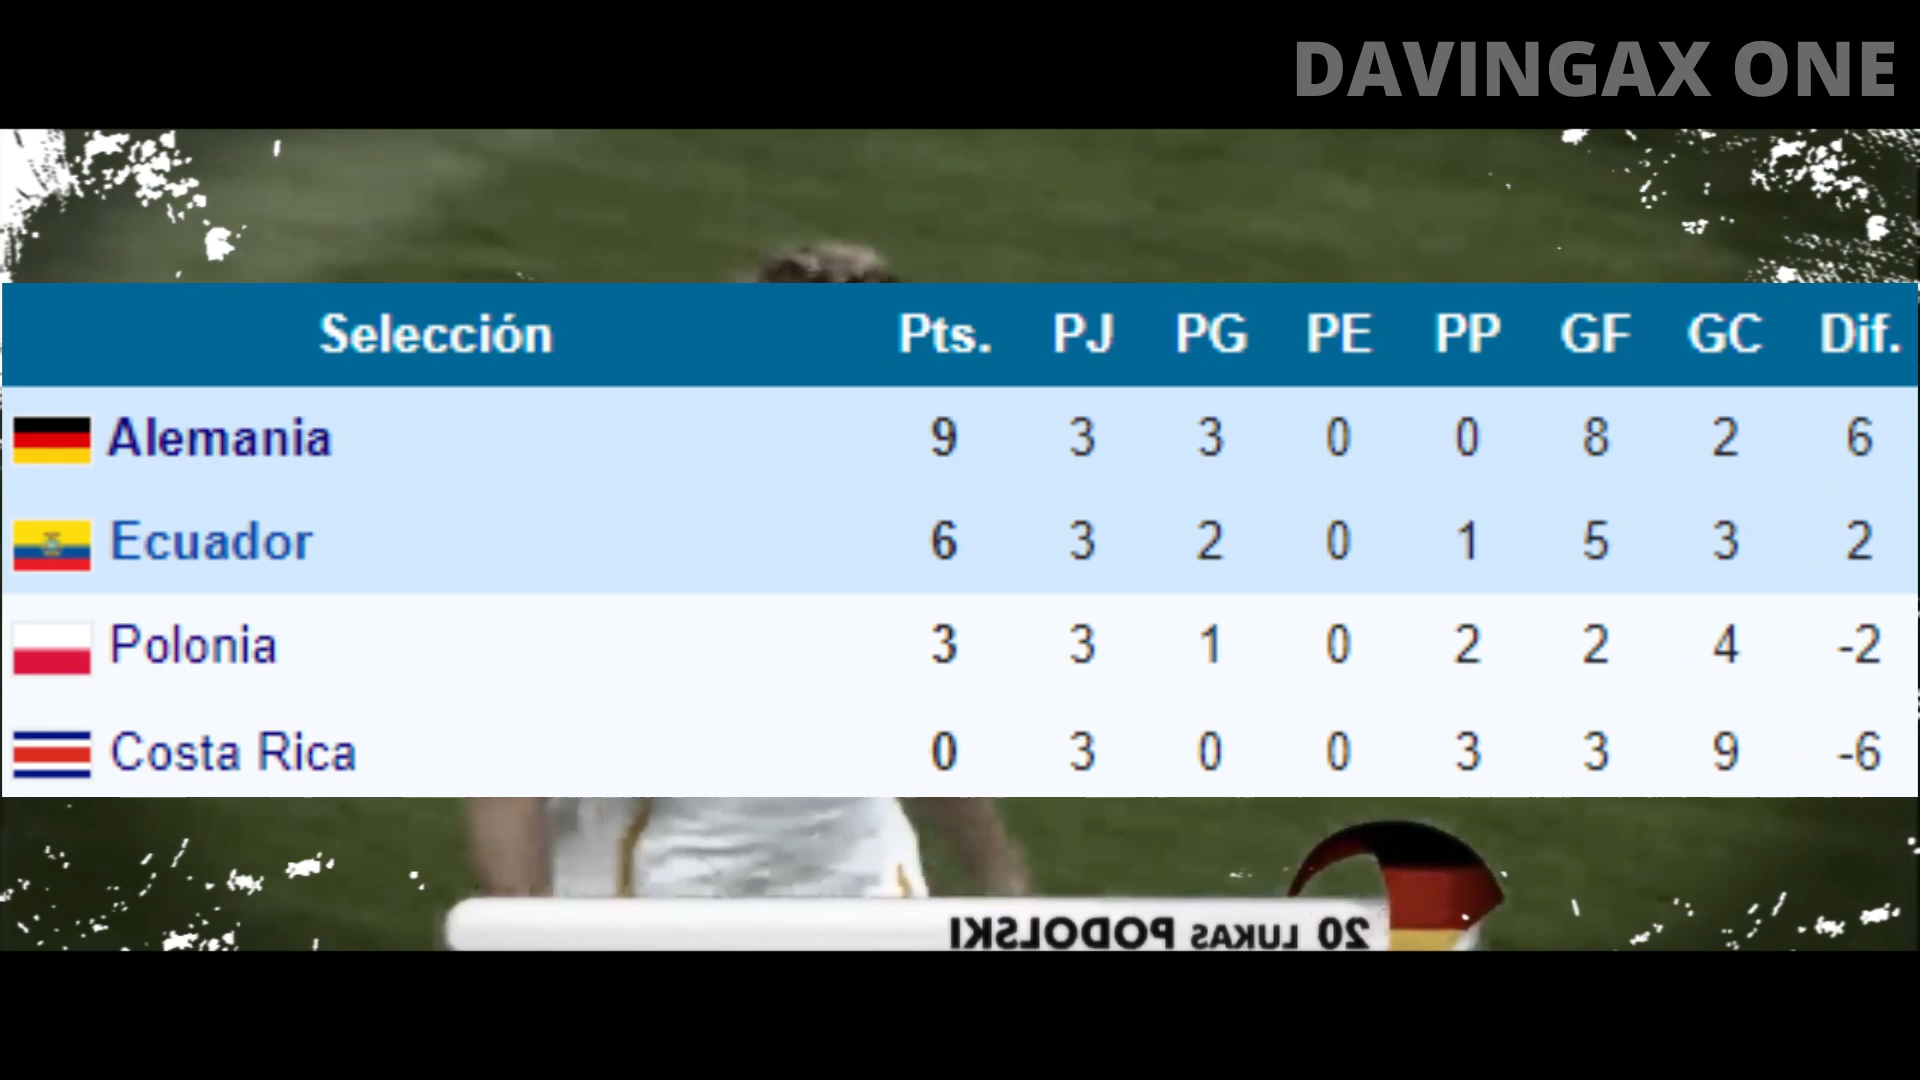 DAVINGAX ONE
Selección Pts. PJ PG PE PP GF GC Dif.
Alemania 9 3 3 0 0 8 2 6
Ecuador 6 3 2 0 1 5 3 2
Polonia 3 3 1 0 2 2 4 -2
Costa Rica 0 3 0 0 3 3 9 -6
20 LUKAS PODOLSKI